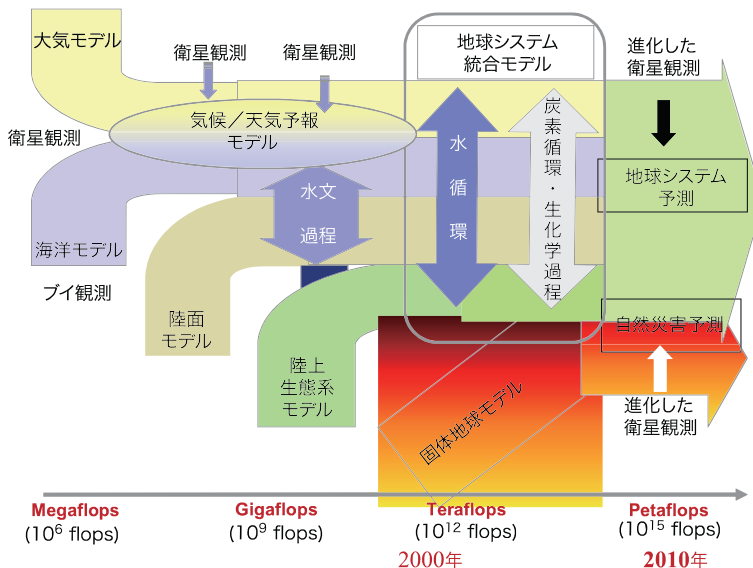 大気モデル
衛星観測
衛星観測
地球システム
統合モデル
進化した
衛星観測
衛星観測
気候／天気予報
モデル
水文
過程
水循環
炭素循環・生化学過程
地球システム
予測
海洋モデル
ブイ観測
陸面
モデル
陸上
生態系
モデル
固体地球モデル
自然災害予測
進化した
衛星観測
Megaflops
(10⁶ flops)
Gigaflops
(10⁹ flops)
Teraflops
(10¹² flops)
Petaflops
(10¹⁵ flops)
2000年
2010年